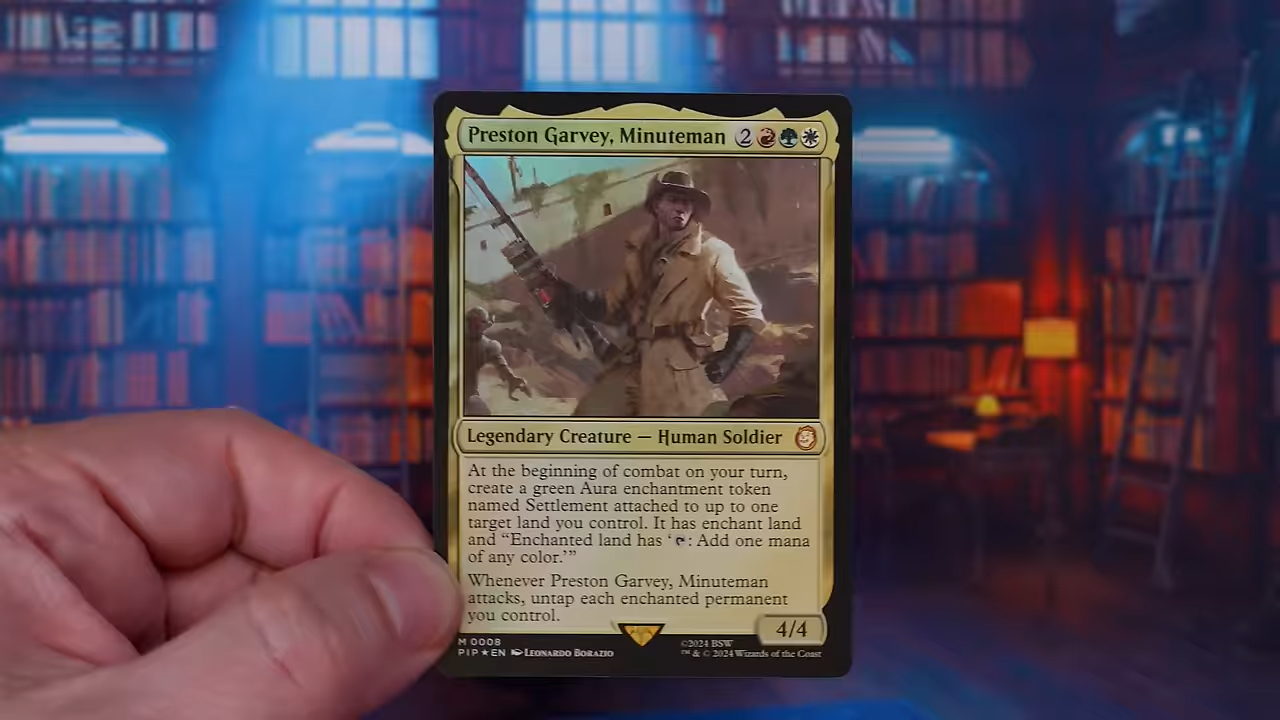 Preston Garvey, Minuteman 2
Legendary Creature — Human Soldier
At the beginning of combat on your turn,
create a green Aura enchantment token
named Settlement attached to up to one
target land you control. It has enchant land
and “Enchanted land has ‘: Add one mana
of any color.’”
Whenever Preston Garvey, Minuteman
attacks, untap each enchanted permanent
you control.
4/4
M 0008
PIP★EN Leonardo Borazio
©2024 BSW
™ & © 2024 Wizards of the Coast